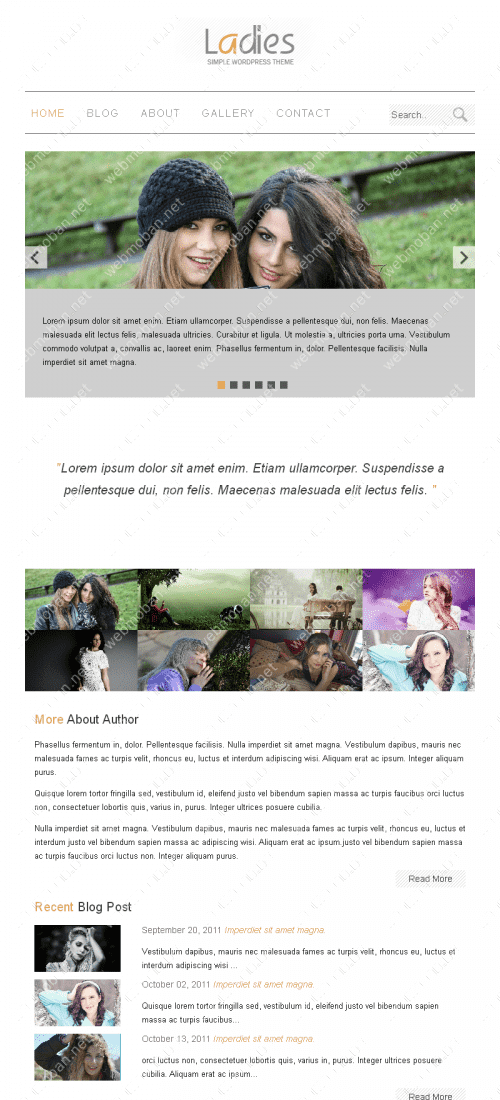 Ladies
SIMPLE WORDPRESS THEME
HOME BLOG ABOUT GALLERY CONTACT Search..
Lorem ipsum dolor sit amet enim. Etiam ullamcorper. Suspendisse a pellentesque dui, non felis. Maecenas
malesuada elit lectus felis, malesuada ultricies. Curabitur et ligula. Ut molestie a, ultricies porta urna. Vestibulum
commodo volutpat a, convallis ac, laoreet enim. Phasellus fermentum in, dolor. Pellentesque facilisis. Nulla
imperdiet sit amet magna.
"Lorem ipsum dolor sit amet enim. Etiam ullamcorper. Suspendisse a
pellentesque dui, non felis. Maecenas malesuada elit lectus felis. "
More About Author
Phasellus fermentum in, dolor. Pellentesque facilisis. Nulla imperdiet sit amet magna. Vestibulum dapibus, mauris nec
malesuada fames ac turpis velit, rhoncus eu, luctus et interdum adipiscing wisi. Aliquam erat ac ipsum. Integer aliquam
purus.
Quisque lorem tortor fringilla sed, vestibulum id, eleifend justo vel bibendum sapien massa ac turpis faucibus orci luctus
non, consectetuer lobortis quis, varius in, purus. Integer ultrices posuere cubilia.
Nulla imperdiet sit amet magna. Vestibulum dapibus, mauris nec malesuada fames ac turpis velit, rhoncus eu, luctus et
interdum justo vel bibendum sapien massa ac adipiscing wisi. Aliquam erat ac ipsum.justo vel bibendum sapien massa
ac turpis faucibus orci luctus non. Integer aliquam purus.
Read More
Recent Blog Post
September 20, 2011 Imperdiet sit amet magna.
Vestibulum dapibus, mauris nec malesuada fames ac turpis velit, rhoncus eu, luctus et
interdum adipiscing wisi ...
October 02, 2011 Imperdiet sit amet magna.
Quisque lorem tortor fringilla sed, vestibulum id, eleifend justo vel bibendum sapien
massa ac turpis faucibus...
October 13, 2011 Imperdiet sit amet magna.
orci luctus non, consectetuer lobortis quis, varius in, purus. Integer ultrices posuere
cubilia. Aliquam erat ac ipsum...
Read More
webmoban.net